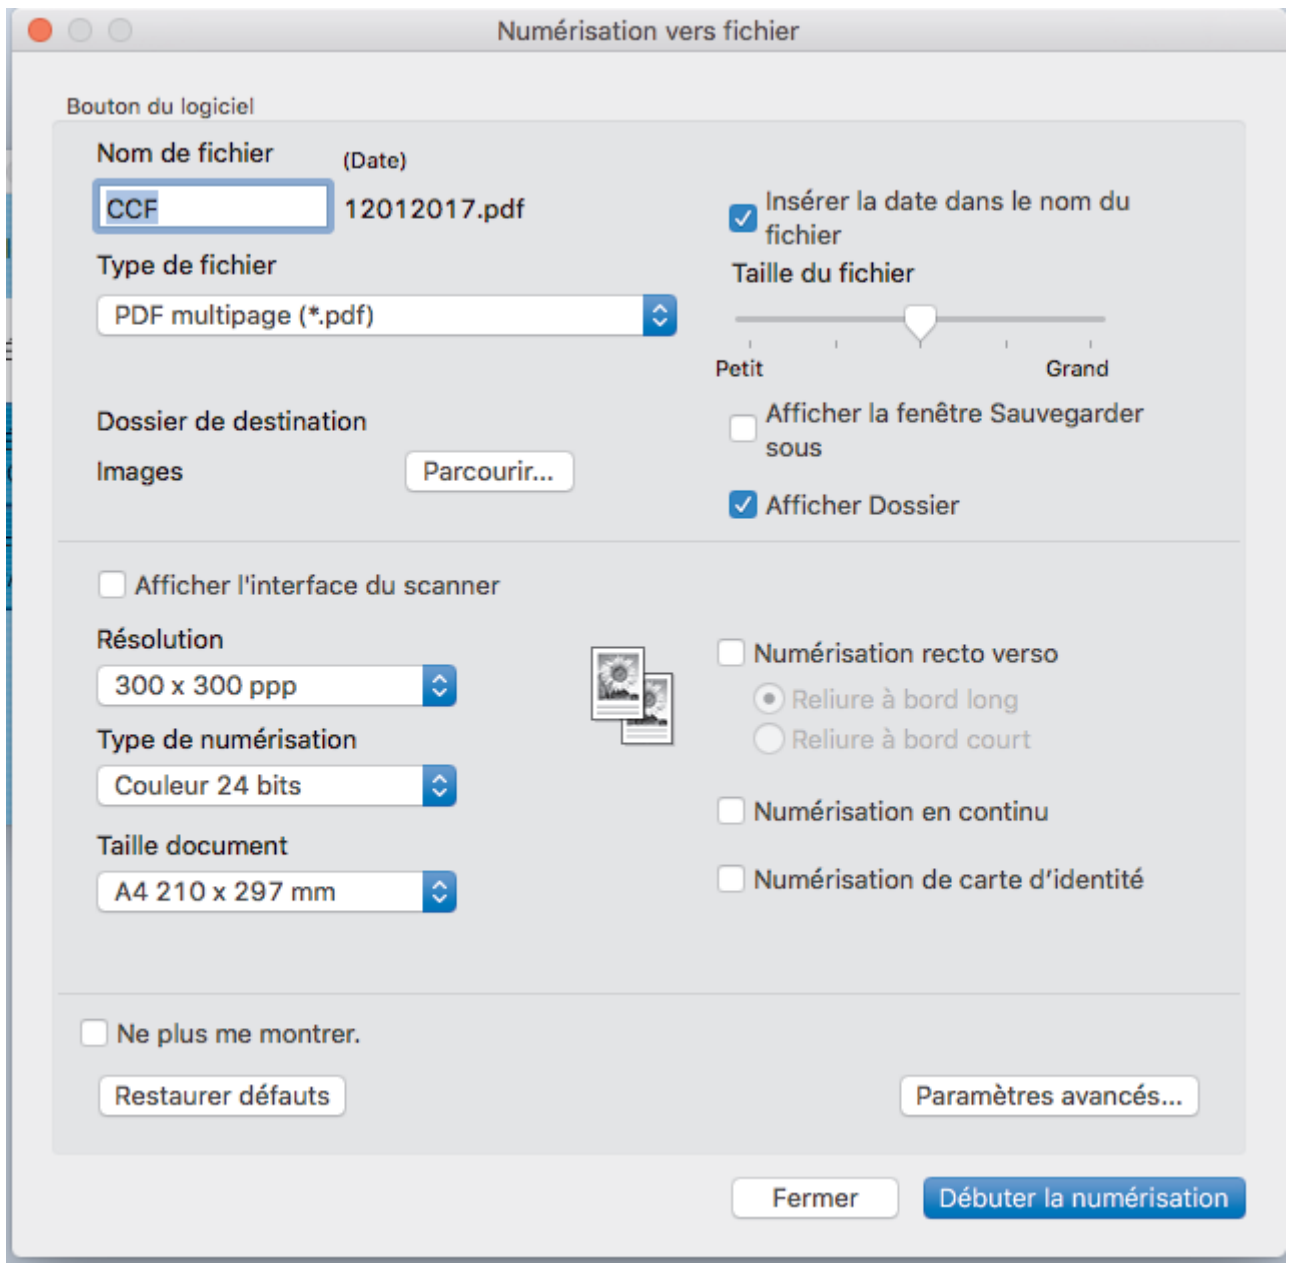 Numérisation vers fichier
Bouton du logiciel
Nom de fichier
(Date)
CCF
12012017.pdf
Insérer la date dans le nom du
fichier
Type de fichier
PDF multipage (*.pdf)
Taille du fichier
Petit
Grand
Dossier de destination
Images
Parcourir...
Afficher la fenêtre Sauvegarder
sous
Afficher Dossier
Afficher l'interface du scanner
Résolution
300 x 300 ppp
Type de numérisation
Couleur 24 bits
Taille document
A4 210 x 297 mm
Numérisation recto verso
Reliure à bord long
Reliure à bord court
Numérisation en continu
Numérisation de carte d’identité
Ne plus me montrer.
Restaurer défauts
Paramètres avancés...
Fermer
Débuter la numérisation